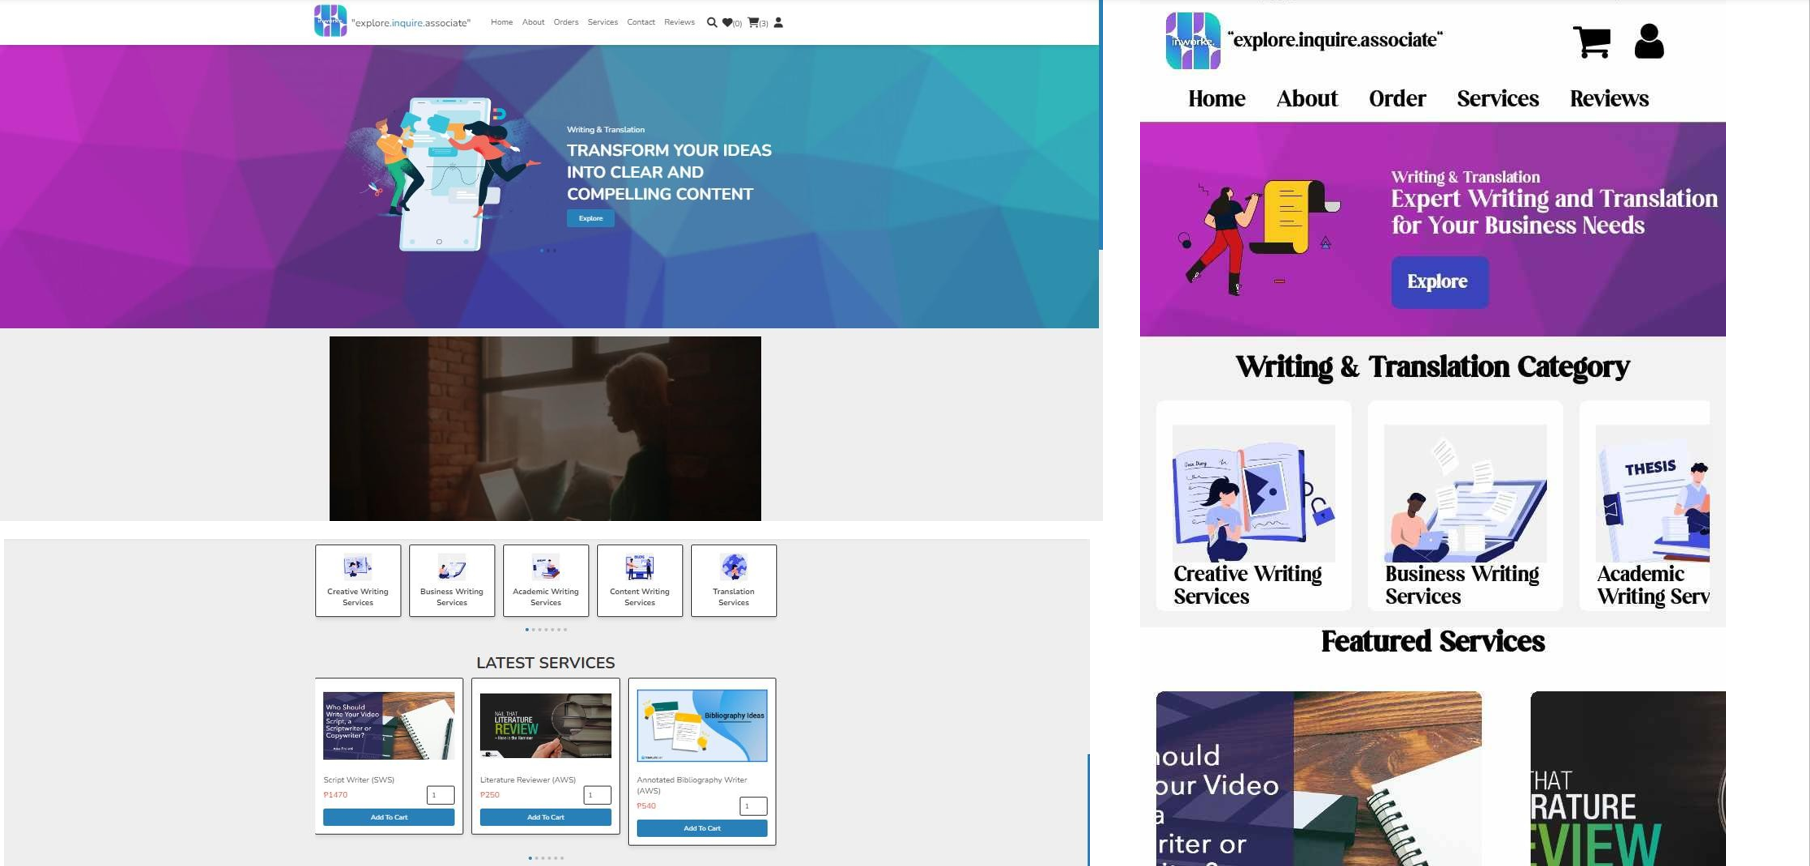 inworks.
"explore.inquire.associate"
Home About Orders Services Contact Reviews (0) (3)
Writing & Translation
TRANSFORM YOUR IDEAS
INTO CLEAR AND
COMPELLING CONTENT
Explore
Creative Writing
Services
Business Writing
Services
Academic Writing
Services
Content Writing
Services
Translation
Services
LATEST SERVICES
Who Should
Write Your Video
Script, a
Scriptwriter or
Copywriter?
Script Writer (SWS)
₱1470
1
Add To Cart
NAIL THAT
LITERATURE
REVIEW
Literature Reviewer (AWS)
₱250
1
Add To Cart
Bibliography Ideas
Annotated Bibliography Writer
(AWS)
₱540
1
Add To Cart
inworks.
"explore.inquire.associate"
Home About Order Services Reviews
Writing & Translation
Expert Writing and Translation
for Your Business Needs
Explore
Writing & Translation Category
THESIS
Creative Writing
Services
Business Writing
Services
Academic
Writing Serv
Featured Services
hould
our Video
a
riter or
HAT
RATURE
EVIEW